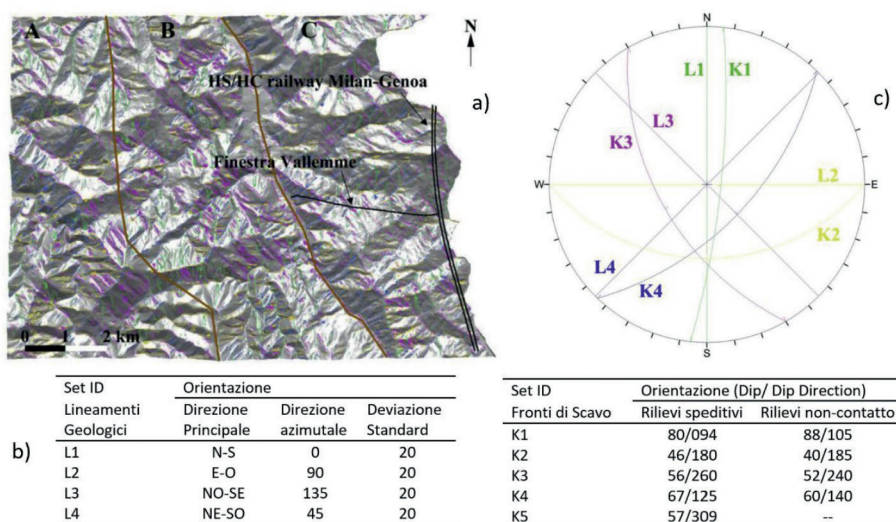 A B C
N
HS/HC railway Milan-Genoa
a)
Finestra Vallemme
0 1 2 km
N
L1 K1
c)
L3
K3
W L2 E
K2
L4
K4
S
b)
Set ID Orientazione
Lineamenti Direzione Direzione Deviazione
Geologici Principale azimutale Standard
L1 N-S 0 20
L2 E-O 90 20
L3 NO-SE 135 20
L4 NE-SO 45 20
Set ID Orientazione (Dip/ Dip Direction)
Fronti di Scavo Rilievi speditivi Rilievi non-contatto
K1 80/094 88/105
K2 46/180 40/185
K3 56/260 52/240
K4 67/125 60/140
K5 57/309 --